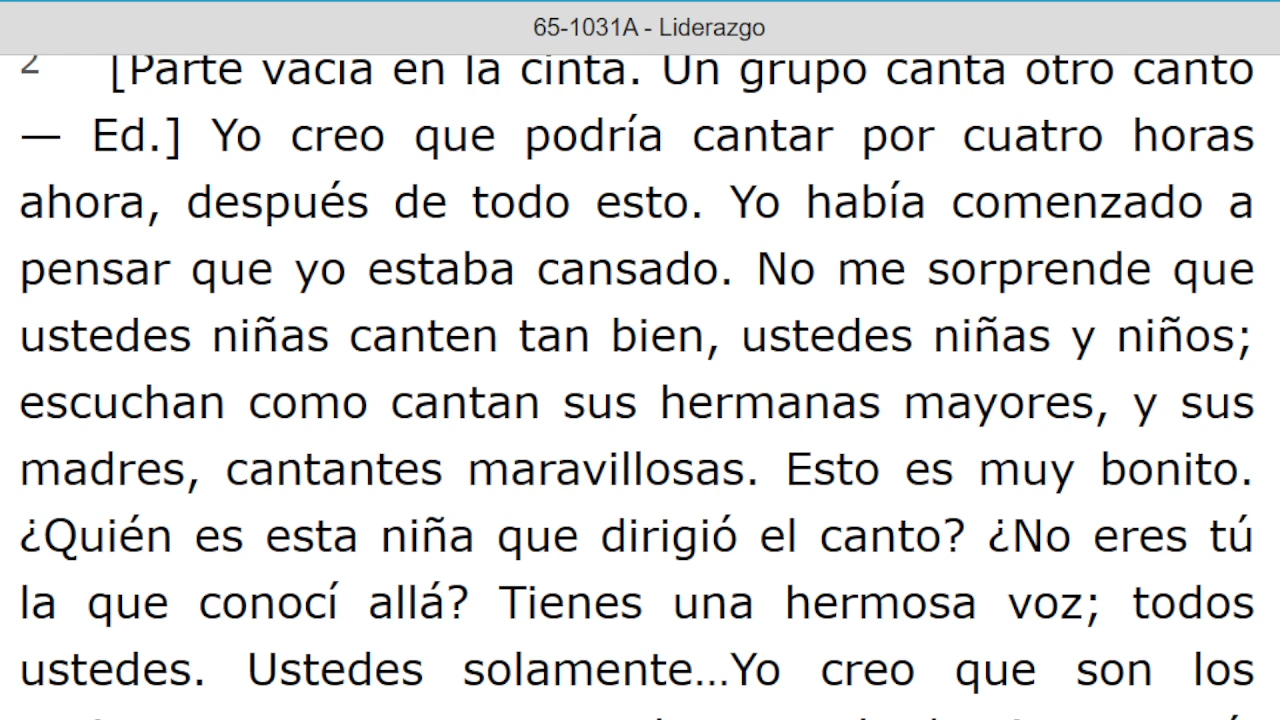 65-1031A - Liderazgo
2 [Parte vacía en la cinta. Un grupo canta otro canto
— Ed.] Yo creo que podría cantar por cuatro horas
ahora, después de todo esto. Yo había comenzado a
pensar que yo estaba cansado. No me sorprende que
ustedes niñas canten tan bien, ustedes niñas y niños;
escuchan como cantan sus hermanas mayores, y sus
madres, cantantes maravillosas. Esto es muy bonito.
¿Quién es esta niña que dirigió el canto? ¿No eres tú
la que conocí allá? Tienes una hermosa voz; todos
ustedes. Ustedes solamente...Yo creo que son los